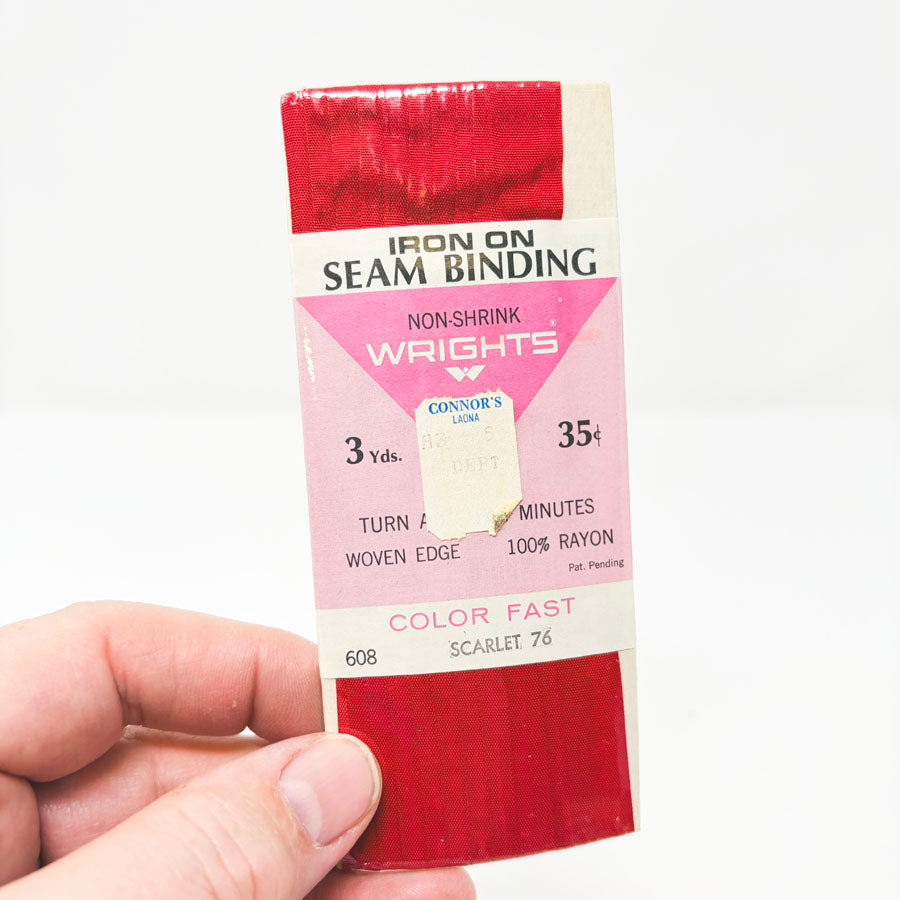 IRON ON
SEAM BINDING
NON-SHRINK
WRIGHTS®
CONNOR'S
LAONA
3 Yds.
35¢
DEPT
TURN
MINUTES
WOVEN EDGE
100% RAYON
Pat. Pending
COLOR FAST
608
SCARLET 76